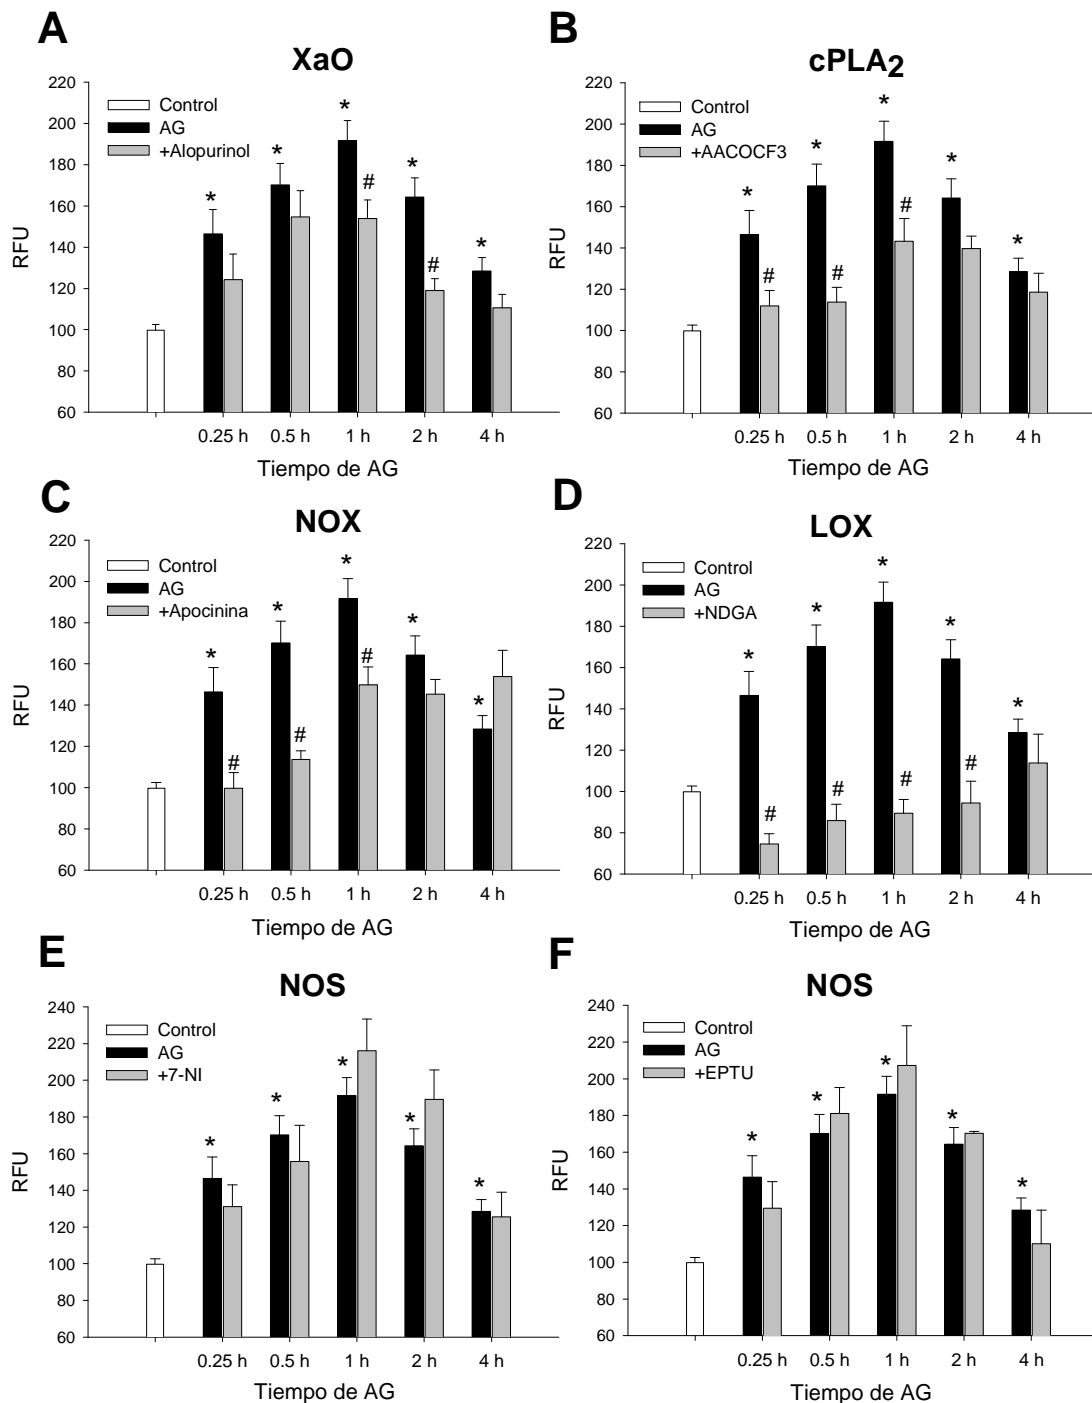 A
XaO
Control
AG
+Alopurinol
RFU
220
200
180
160
140
120
100
80
60
* * * # * # *
0.25 h 0.5 h 1 h 2 h 4 h
Tiempo de AG
B
cPLA2
Control
AG
+AACOCF3
RFU
220
200
180
160
140
120
100
80
60
* # * # * # * *
0.25 h 0.5 h 1 h 2 h 4 h
Tiempo de AG
C
NOX
Control
AG
+Apocinina
RFU
220
200
180
160
140
120
100
80
60
* # * # * # * *
0.25 h 0.5 h 1 h 2 h 4 h
Tiempo de AG
D
LOX
Control
AG
+NDGA
RFU
220
200
180
160
140
120
100
80
60
* # * # * # * # *
0.25 h 0.5 h 1 h 2 h 4 h
Tiempo de AG
E
NOS
Control
AG
+7-NI
RFU
240
220
200
180
160
140
120
100
80
60
* * * * *
0.25 h 0.5 h 1 h 2 h 4 h
Tiempo de AG
F
NOS
Control
AG
+EPTU
RFU
240
220
200
180
160
140
120
100
80
60
* * * * *
0.25 h 0.5 h 1 h 2 h 4 h
Tiempo de AG